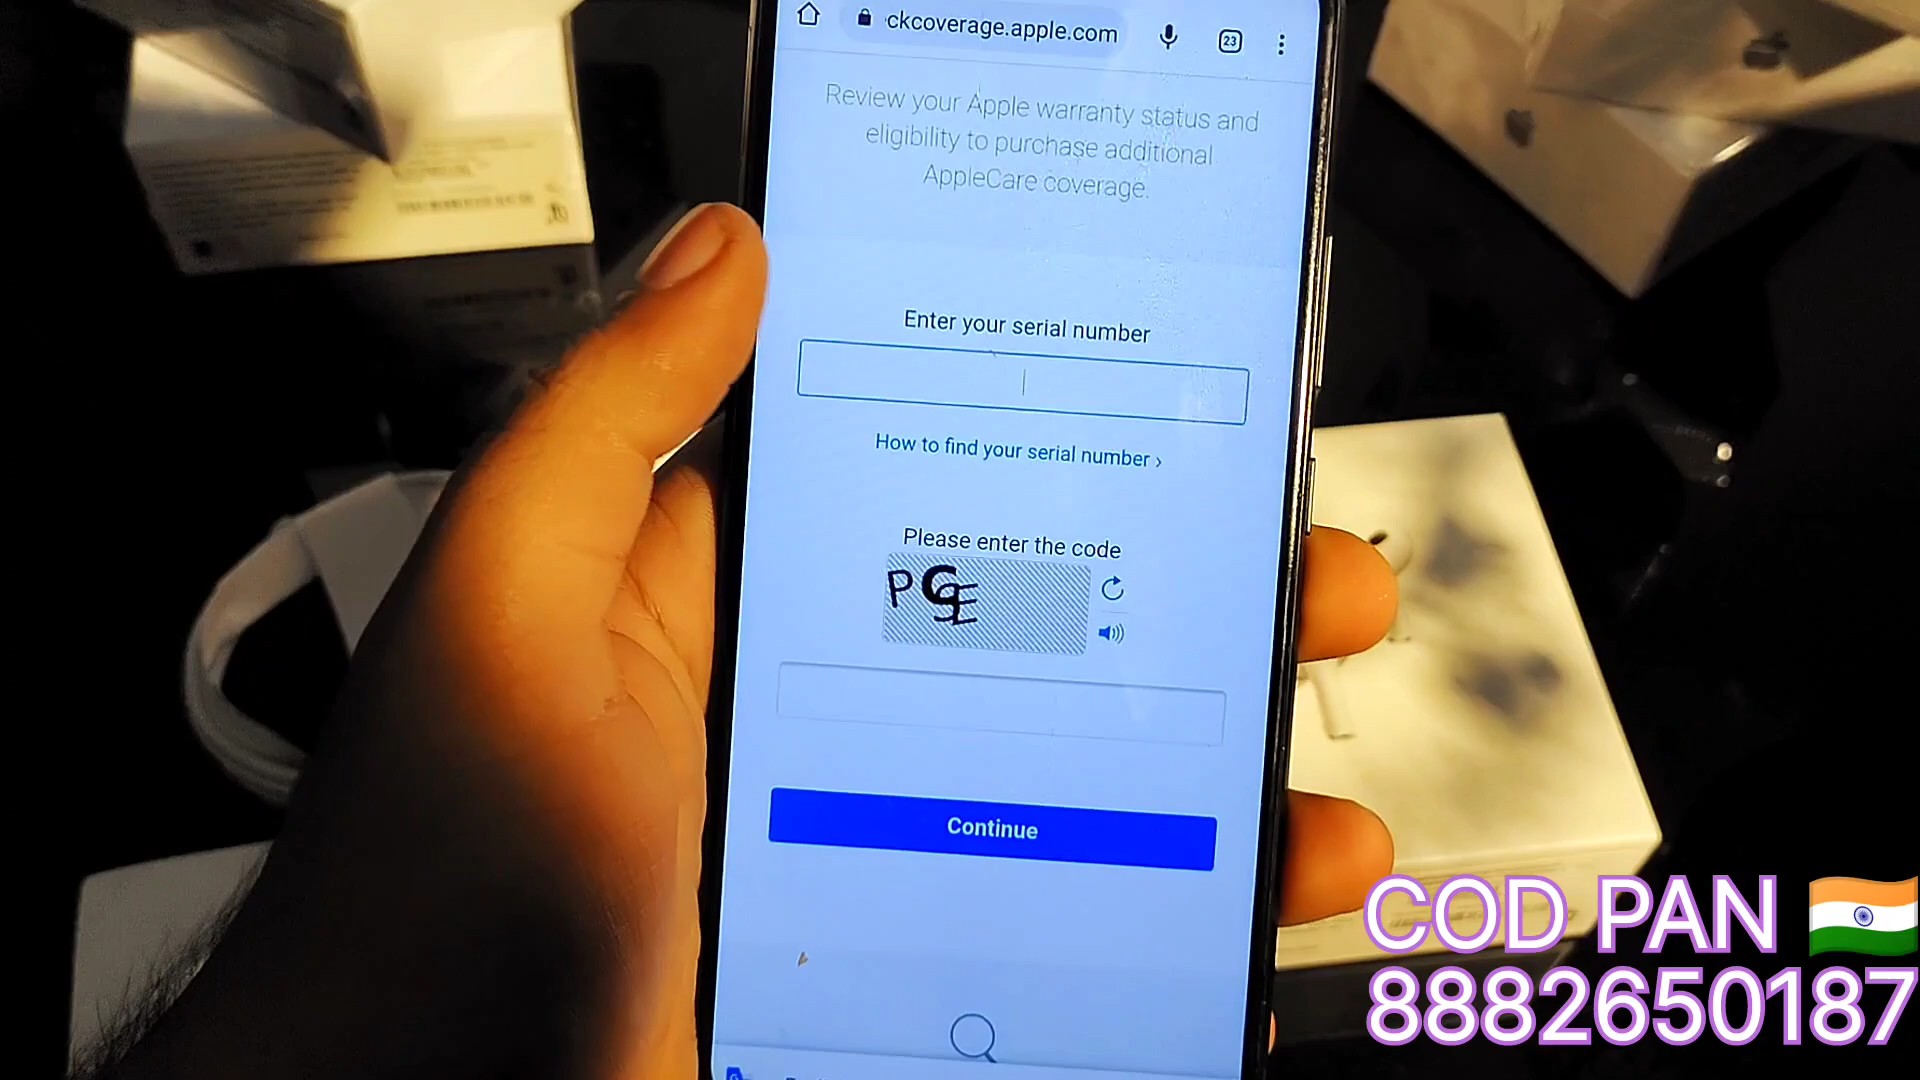 ckcoverage.apple.com
23
Review your Apple warranty status and
eligibility to purchase additional
AppleCare coverage.
Enter your serial number
How to find your serial number ›
Please enter the code
Continue
COD PAN 🇮🇳
8882650187